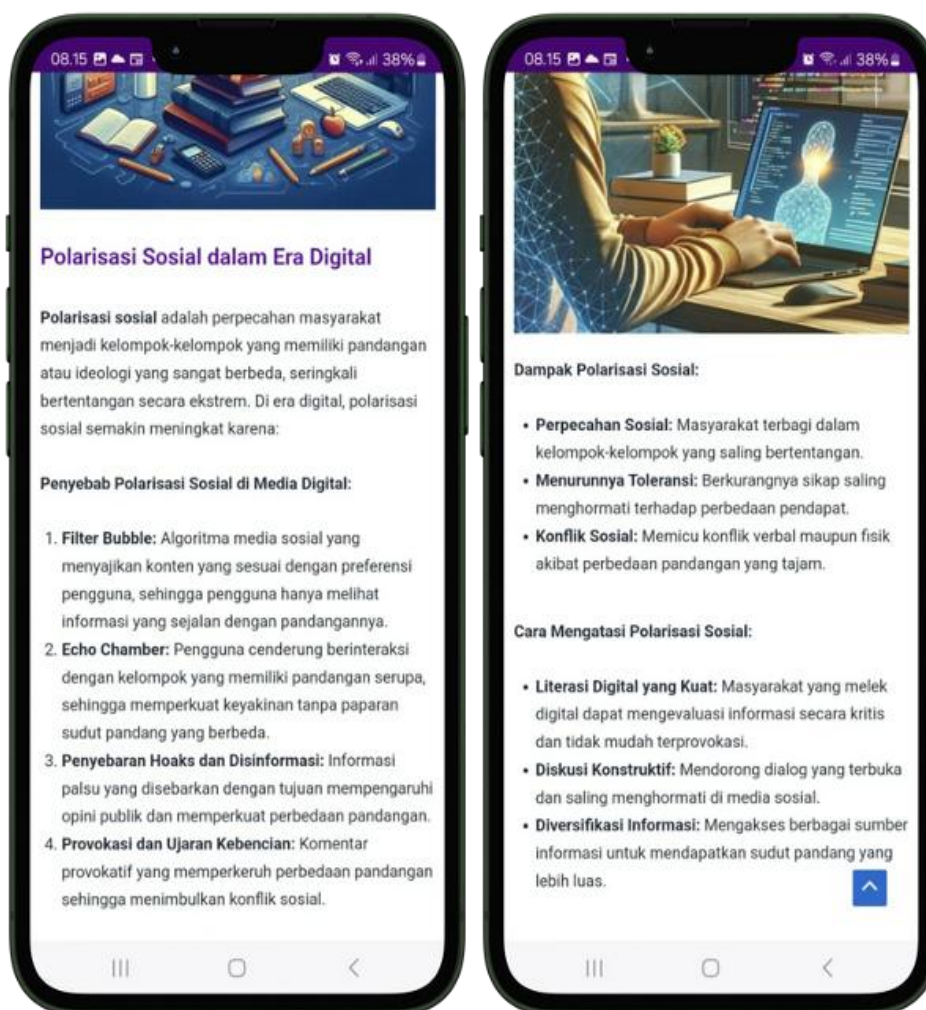 08.15
38%
Polarisasi Sosial dalam Era Digital
Polarisasi sosial adalah perpecahan masyarakat
menjadi kelompok-kelompok yang memiliki pandangan
atau ideologi yang sangat berbeda, seringkali
bertentangan secara ekstrem. Di era digital, polarisasi
sosial semakin meningkat karena:
Penyebab Polarisasi Sosial di Media Digital:
1. Filter Bubble: Algoritma media sosial yang
menyajikan konten yang sesuai dengan preferensi
pengguna, sehingga pengguna hanya melihat
informasi yang sejalan dengan pandangannya.
2. Echo Chamber: Pengguna cenderung berinteraksi
dengan kelompok yang memiliki pandangan serupa,
sehingga memperkuat keyakinan tanpa paparan
sudut pandang yang berbeda.
3. Penyebaran Hoaks dan Disinformasi: Informasi
palsu yang disebarkan dengan tujuan mempengaruhi
opini publik dan memperkuat perbedaan pandangan.
4. Provokasi dan Ujaran Kebencian: Komentar
provokatif yang memperkeruh perbedaan pandangan
sehingga menimbulkan konflik sosial.
08.15
38%
Dampak Polarisasi Sosial:
• Perpecahan Sosial: Masyarakat terbagi dalam
kelompok-kelompok yang saling bertentangan.
• Menurunnya Toleransi: Berkurangnya sikap saling
menghormati terhadap perbedaan pendapat.
• Konflik Sosial: Memicu konflik verbal maupun fisik
akibat perbedaan pandangan yang tajam.
Cara Mengatasi Polarisasi Sosial:
• Literasi Digital yang Kuat: Masyarakat yang melek
digital dapat mengevaluasi informasi secara kritis
dan tidak mudah terprovokasi.
• Diskusi Konstruktif: Mendorong dialog yang terbuka
dan saling menghormati di media sosial.
• Diversifikasi Informasi: Mengakses berbagai sumber
informasi untuk mendapatkan sudut pandang yang
lebih luas.